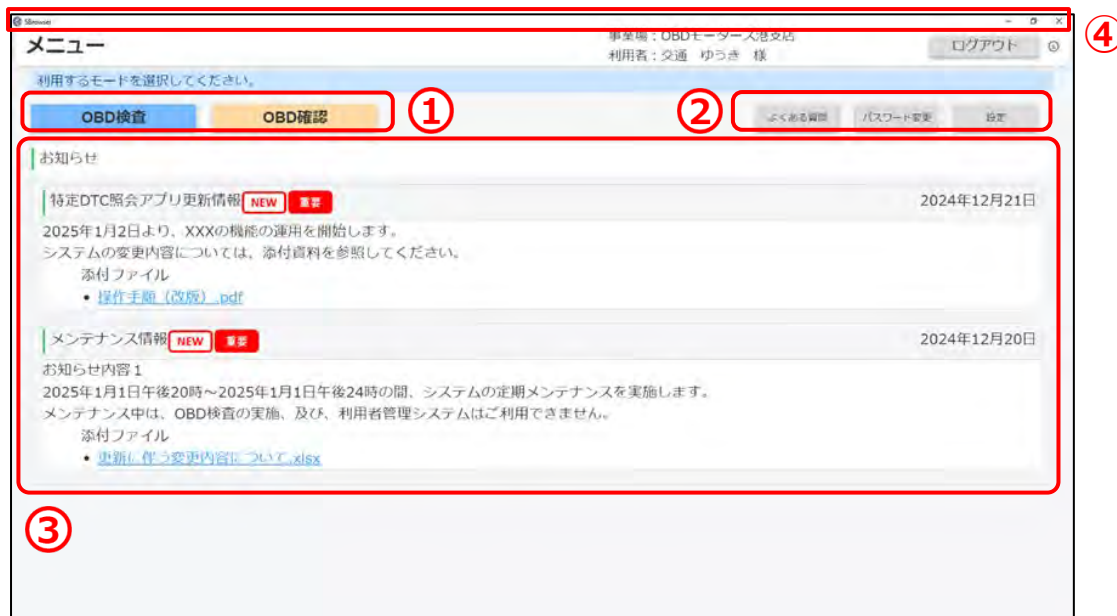 SBrowser
④
メニュー
事業場：OBDモータース港支店
利用者：交通 ゆうき 様
ログアウト
利用するモードを選択してください。
OBD検査
OBD確認
①
②
よくある質問
パスワード変更
設定
お知らせ
特定DTC照会アプリ更新情報 NEW 重要 2024年12月21日
2025年1月2日より、XXXの機能の運用を開始します。
システムの変更内容については、添付資料を参照してください。
添付ファイル
• 操作手順（改版）.pdf
メンテナンス情報 NEW 重要 2024年12月20日
お知らせ内容１
2025年1月1日午後20時～2025年1月1日午後24時の間、システムの定期メンテナンスを実施します。
メンテナンス中は、OBD検査の実施、及び、利用者管理システムはご利用できません。
添付ファイル
• 更新に伴う変更内容について.xlsx
③